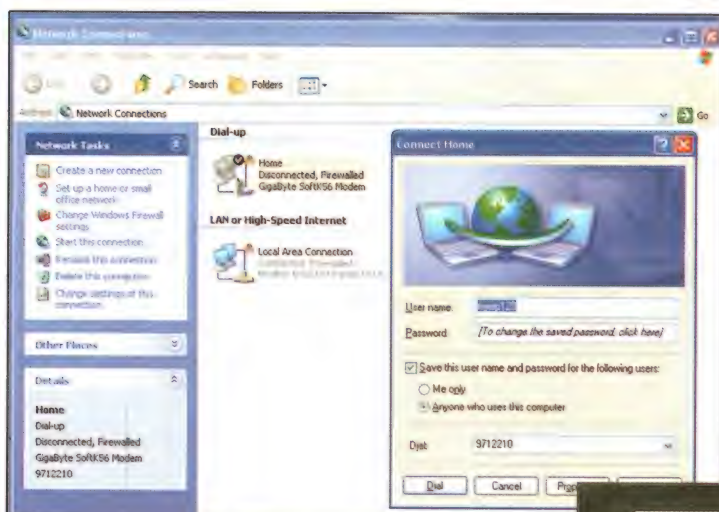 Network Connections
Search Folders
Network Connections Go
Network Tasks
Create a new connection
Set up a home or small
office network
Change Windows Firewall
settings
Start this connection
Rename this connection
Delete this connection
Change settings of this
connection
Other Places
Details
Home
Dial-up
Disconnected, Firewalled
GigaByte SoftK56 Modem
9712210
Dial-up
Home
Disconnected, Firewalled
GigaByte SoftK56 Modem
LAN or High-Speed Internet
Local Area Connection
Connect Home
User name:
Password: [To change the saved password, click here]
Save this user name and password for the following users:
Me only
Anyone who uses this computer
Dial: 9712210
Dial Cancel